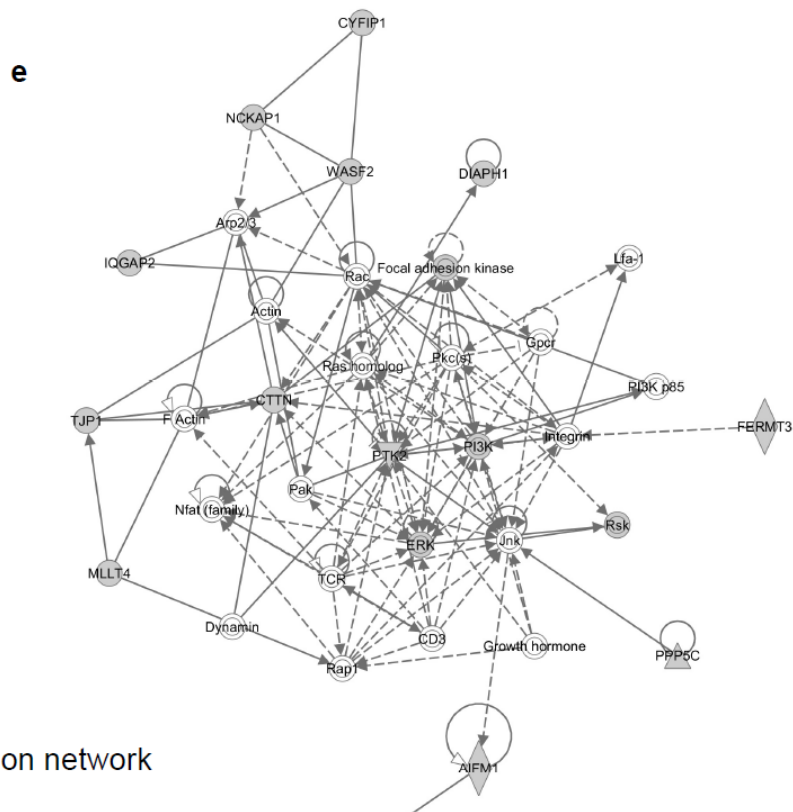 CYFIP1
e
NCKAP1
WASF2
DIAPH1
Arp2/3
IQGAP2
Rac
Focal adhesion kinase
Lfa-1
Actin
Gpcr
Ras homolog
Pkc(s)
PI3K p85
CTTN
TJP1
F Actin
FERMT3
PTK2
PI3K
Integrin
Pak
Nfat (family)
Rsk
ERK
Jnk
MLLT4
TCR
Dynamin
CD3
Growth hormone
Rap1
PPP5C
on network
AIFM1